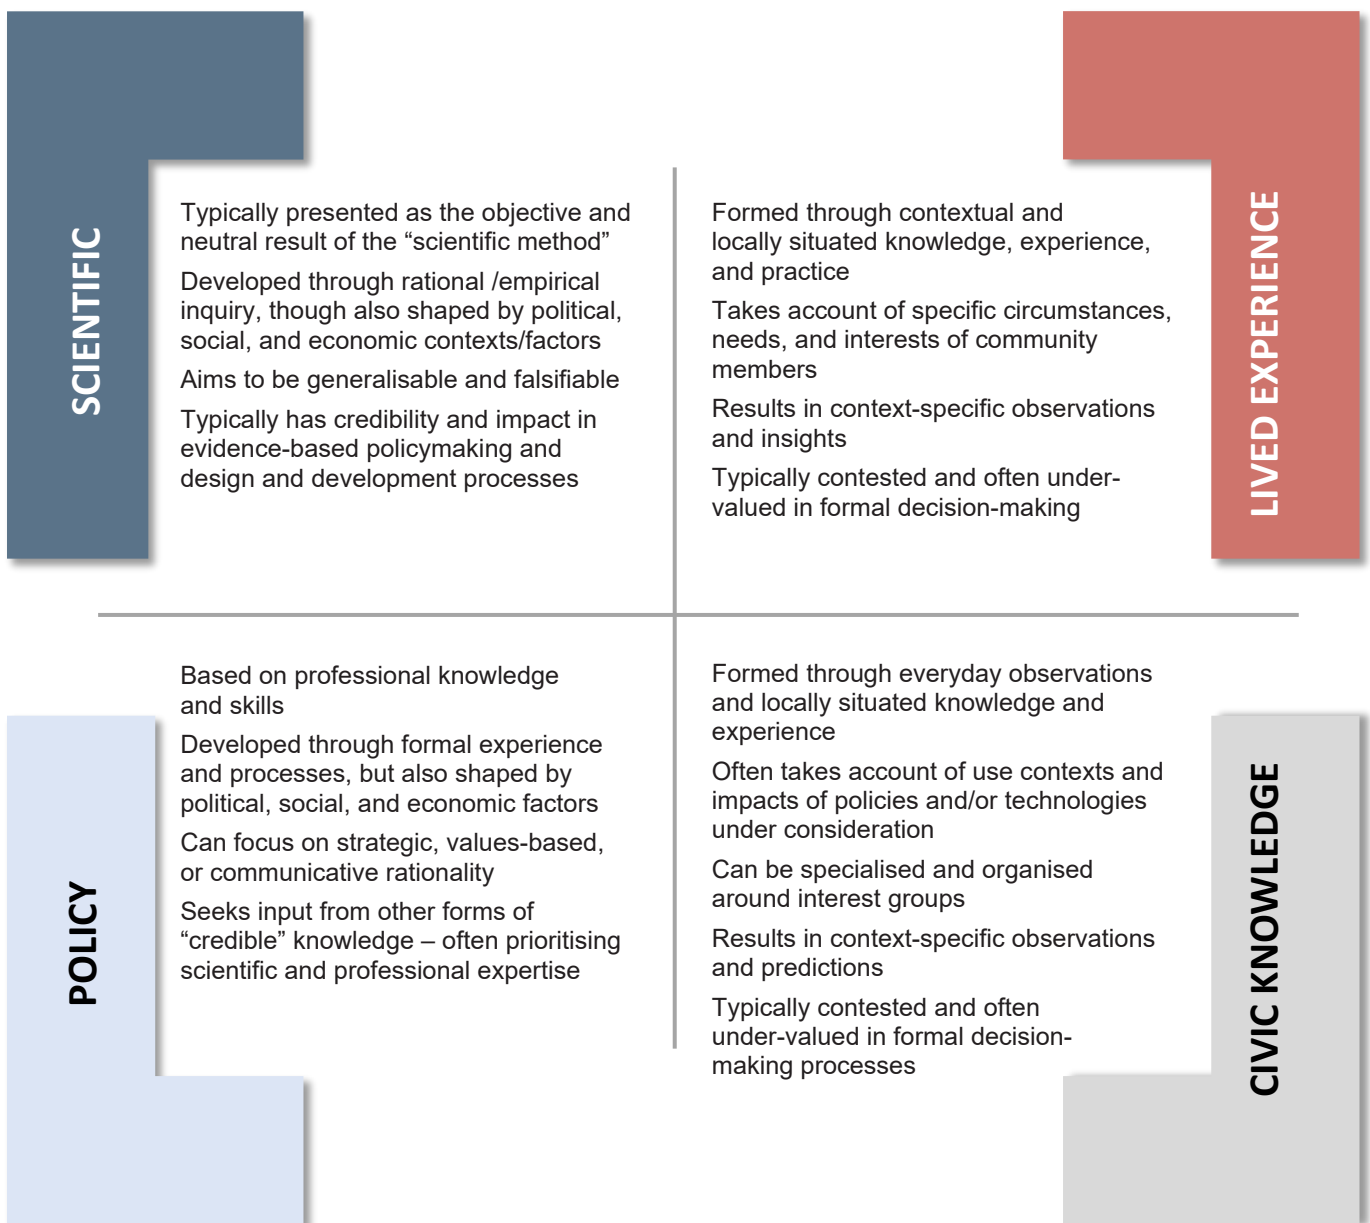 SCIENTIFIC
Typically presented as the objective and
neutral result of the “scientific method”
Developed through rational /empirical
inquiry, though also shaped by political,
social, and economic contexts/factors
Aims to be generalisable and falsifiable
Typically has credibility and impact in
evidence-based policymaking and
design and development processes
LIVED EXPERIENCE
Formed through contextual and
locally situated knowledge, experience,
and practice
Takes account of specific circumstances,
needs, and interests of community
members
Results in context-specific observations
and insights
Typically contested and often under-
valued in formal decision-making
POLICY
Based on professional knowledge
and skills
Developed through formal experience
and processes, but also shaped by
political, social, and economic factors
Can focus on strategic, values-based,
or communicative rationality
Seeks input from other forms of
“credible” knowledge – often prioritising
scientific and professional expertise
CIVIC KNOWLEDGE
Formed through everyday observations
and locally situated knowledge and
experience
Often takes account of use contexts and
impacts of policies and/or technologies
under consideration
Can be specialised and organised
around interest groups
Results in context-specific observations
and predictions
Typically contested and often
under-valued in formal decision-
making processes